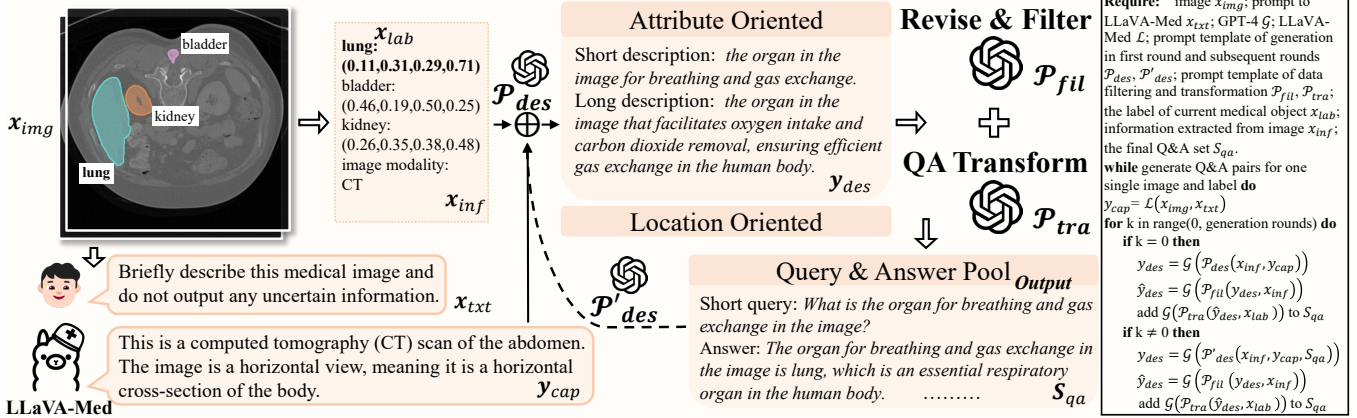 x_img
bladder
kidney
lung
x_lab
lung:
(0.11,0.31,0.29,0.71)
bladder:
(0.46,0.19,0.50,0.25)
kidney:
(0.26,0.35,0.38,0.48)
image modality:
CT
x_inf
𝒫_des
Attribute Oriented
Short description: the organ in the
image for breathing and gas exchange.
Long description: the organ in the
image that facilitates oxygen intake and
carbon dioxide removal, ensuring efficient
gas exchange in the human body.
y_des
Location Oriented
Revise & Filter
𝒫_fil
QA Transform
𝒫_tra
Briefly describe this medical image and
do not output any uncertain information.
x_txt
LLaVA-Med
This is a computed tomography (CT) scan of the abdomen.
The image is a horizontal view, meaning it is a horizontal
cross-section of the body.
y_cap
𝒫'_des
Query & Answer Pool
Output
Short query: What is the organ for breathing and gas
exchange in the image?
Answer: The organ for breathing and gas exchange in
the image is lung, which is an essential respiratory
organ in the human body. ………
S_qa
Require: image x_img; prompt to
LLaVA-Med x_txt; GPT-4 𝒢; LLaVA-
Med ℒ; prompt template of generation
in first round and subsequent rounds
𝒫_des, 𝒫'_des; prompt template of data
filtering and transformation 𝒫_fil, 𝒫_tra;
the label of current medical object x_lab;
information extracted from image x_inf;
the final Q&A set S_qa.
while generate Q&A pairs for one
single image and label do
y_cap= ℒ(x_img, x_txt)
for k in range(0, generation rounds) do
if k = 0 then
y_des = 𝒢(𝒫_des(x_inf, y_cap))
ŷ_des = 𝒢(𝒫_fil(y_des, x_inf))
add 𝒢(𝒫_tra(ŷ_des, x_lab)) to S_qa
if k ≠ 0 then
y_des = 𝒢(𝒫'_des(x_inf, y_cap, S_qa))
ŷ_des = 𝒢(𝒫_fil (y_des, x_inf))
add 𝒢(𝒫_tra(ŷ_des, x_lab)) to S_qa